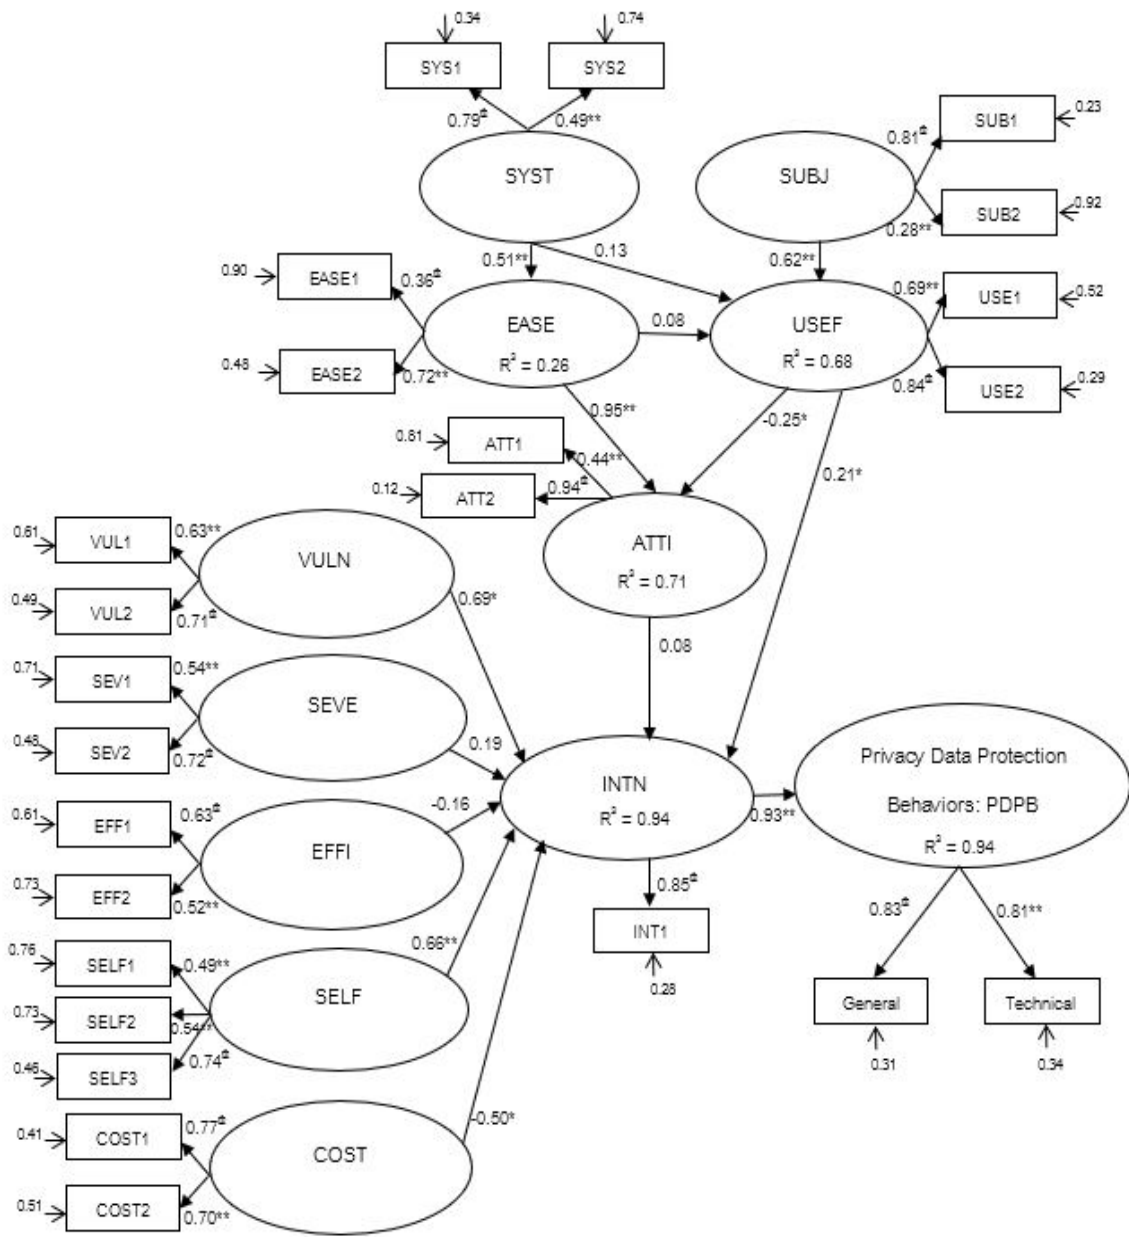 0.34
0.74
SYS1
SYS2
0.79±
0.49**
SYST
SUBJ
0.81±
SUB1
0.23
0.28**
SUB2
0.92
0.51**
0.13
0.62**
0.90
EASE1
0.36±
EASE
R² = 0.26
0.08
USEF
R² = 0.68
0.69**
USE1
0.52
0.48
EASE2
0.72**
0.84±
USE2
0.29
0.95**
-0.25*
0.21*
0.81
ATT1
0.44**
0.12
ATT2
0.94±
ATTI
R² = 0.71
0.08
0.61
VUL1
0.63**
VULN
0.49
VUL2
0.71±
0.69*
0.71
SEV1
0.54**
SEVE
0.48
SEV2
0.72±
0.19
INTN
R² = 0.94
0.93**
Privacy Data Protection
Behaviors: PDPB
R² = 0.94
0.61
EFF1
0.63±
EFFI
-0.16
0.73
EFF2
0.52**
0.85±
INT1
0.28
0.83±
0.81**
General
Technical
0.31
0.34
0.76
SELF1
0.49**
SELF
0.66**
0.73
SELF2
0.54**
0.46
SELF3
0.74±
0.41
COST1
0.77±
COST
-0.50*
0.51
COST2
0.70**